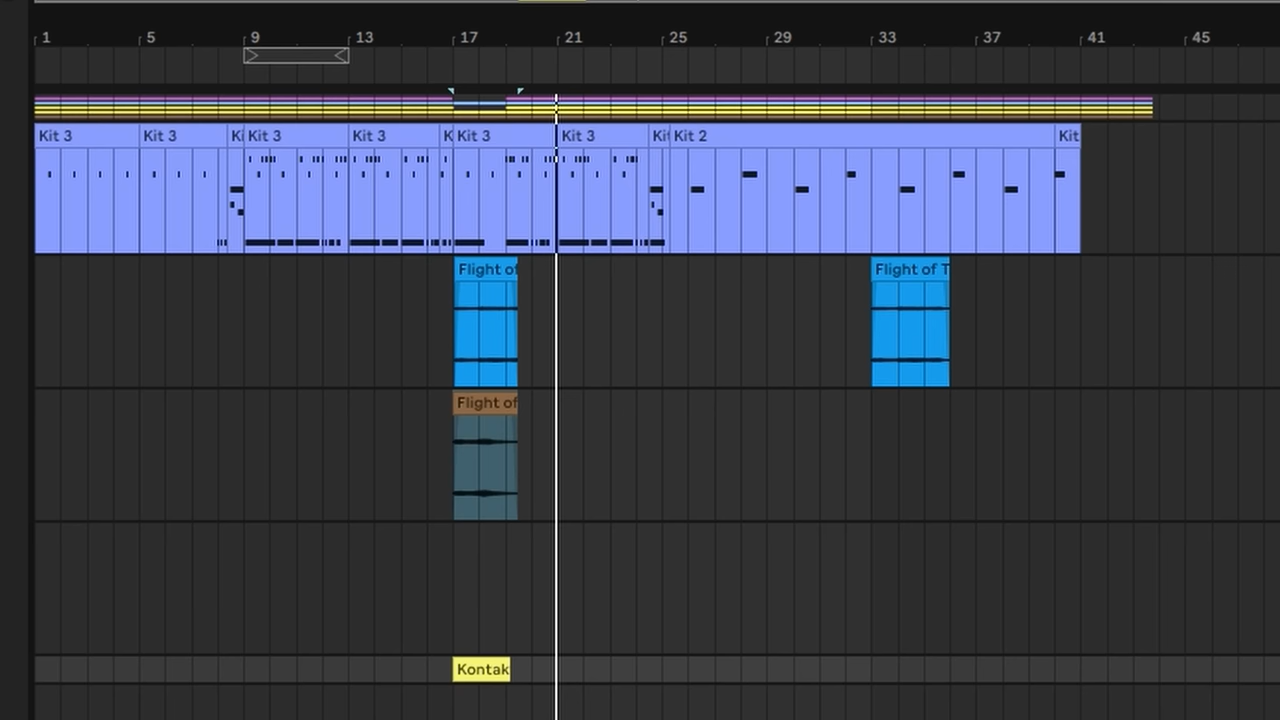 1 5 9 13 17 21 25 29 33 37 41 45
Kit 3 Kit 3 Ki Kit 3 Kit 3 K Kit 3 Kit 3 Kit Kit 2 Kit
Flight of Flight of T
Flight of
Kontak